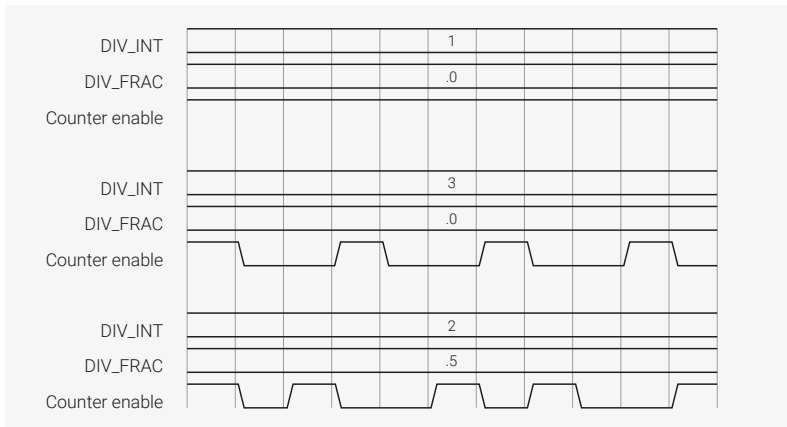 DIV_INT 1
DIV_FRAC .0
Counter enable
DIV_INT 3
DIV_FRAC .0
Counter enable
DIV_INT 2
DIV_FRAC .5
Counter enable